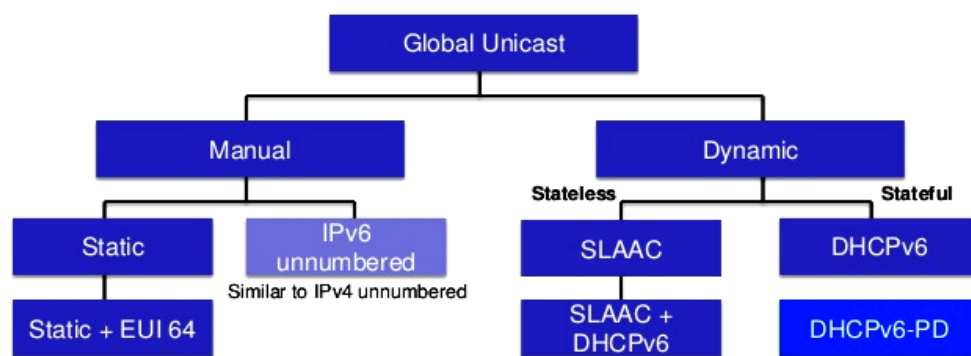 Global Unicast
Manual
Dynamic
Stateless
Stateful
Static
IPv6
unnumbered
SLAAC
DHCPv6
Similar to IPv4 unnumbered
Static + EUI 64
SLAAC +
DHCPv6
DHCPv6-PD